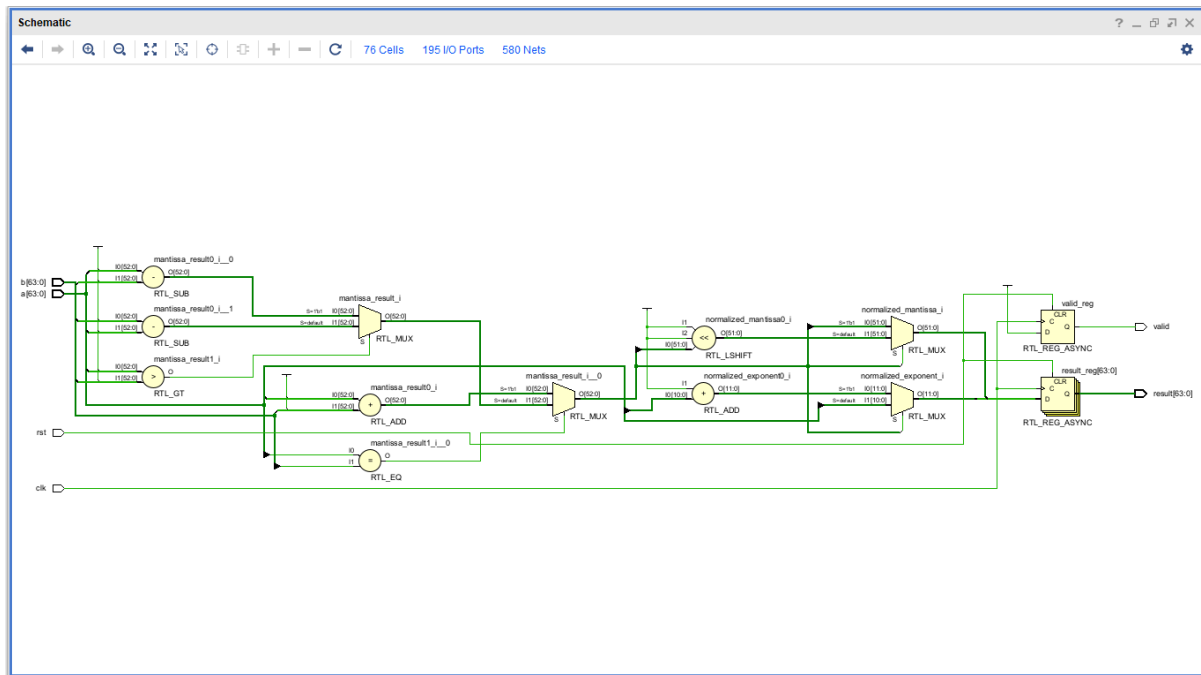 Schematic
76 Cells 195 I/O Ports 580 Nets
b[63:0]
a[63:0]
rst
clk
mantissa_result0_i__0
I0[52:0]
I1[52:0]
-
O[52:0]
RTL_SUB
mantissa_result0_i__1
I0[52:0]
I1[52:0]
-
O[52:0]
RTL_SUB
mantissa_result1_i
I0[52:0]
I1[52:0]
>
O
RTL_GT
mantissa_result_i
S=1'b1 I0[52:0]
S=default I1[52:0]
O[52:0]
S
RTL_MUX
mantissa_result0_i
I0[52:0]
I1[52:0]
+
O[52:0]
RTL_ADD
mantissa_result1_i__0
I0
I1
=
O
RTL_EQ
mantissa_result_i__0
S=1'b1 I0[52:0]
S=default I1[52:0]
O[52:0]
S
RTL_MUX
normalized_mantissa0_i
I1
I2
I0[51:0]
<<
O[51:0]
RTL_LSHIFT
normalized_exponent0_i
I1
I0[10:0]
+
O[11:0]
RTL_ADD
normalized_mantissa_i
S=1'b1 I0[51:0]
S=default I1[51:0]
O[51:0]
S
RTL_MUX
normalized_exponent_i
S=1'b1 I0[11:0]
S=default I1[10:0]
O[11:0]
S
RTL_MUX
valid_reg
CLR
C
D
Q
RTL_REG_ASYNC
valid
result_reg[63:0]
CLR
C
D
Q
RTL_REG_ASYNC
result[63:0]